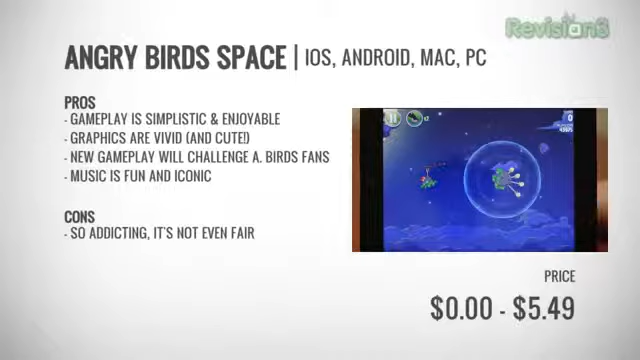 Revision3
ANGRY BIRDS SPACE | IOS, ANDROID, MAC, PC
PROS
- GAMEPLAY IS SIMPLISTIC & ENJOYABLE
- GRAPHICS ARE VIVID (AND CUTE!)
- NEW GAMEPLAY WILL CHALLENGE A. BIRDS FANS
- MUSIC IS FUN AND ICONIC
CONS
- SO ADDICTING, IT'S NOT EVEN FAIR
PRICE
$0.00 - $5.49